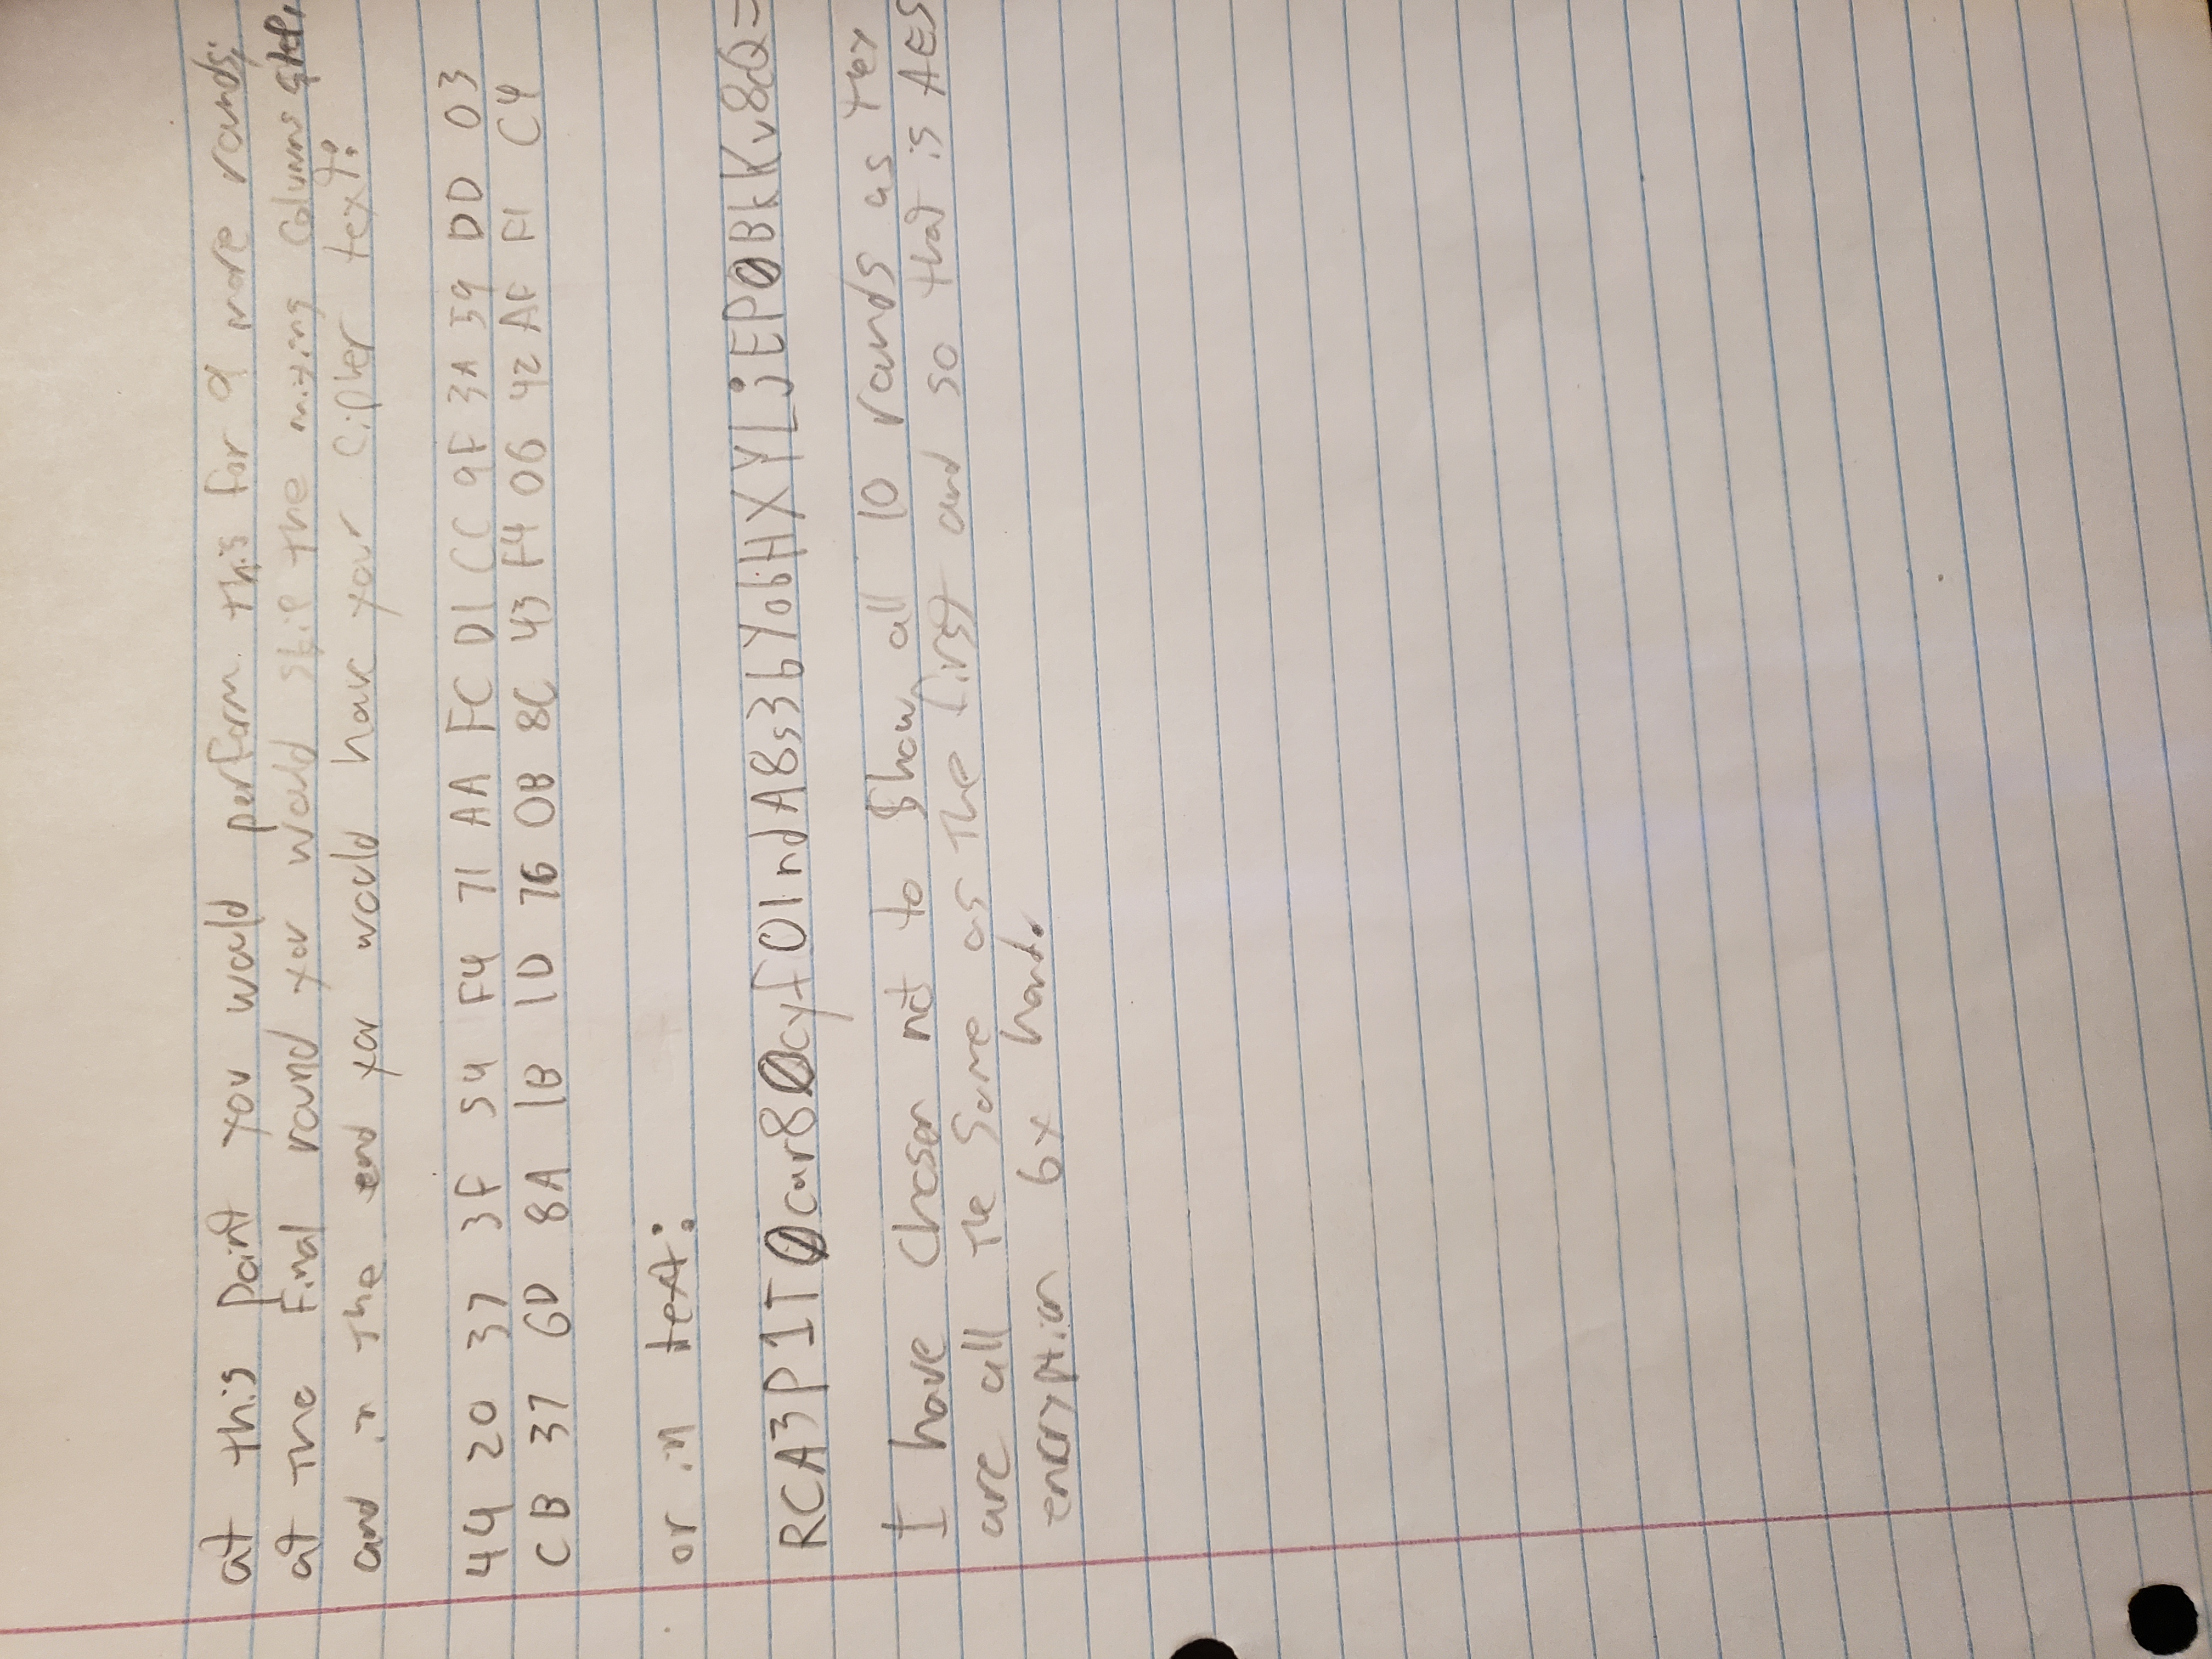 at this point you would perform this for 9 more rounds;
at the final round you would skip the mixing columns step,
and in the end you would have your cipher text:
44 20 37 3F 54 F4 71 AA FC D1 CC 9F 3A 59 DD 03
CB 37 6D 8A 1B 1D 76 0B 8C 43 F4 06 42 AF F1 C4
or in text:
RCA3P1T0car80cyf01ndA8s36Yo6HXYLjEP0BkKv8cQ=
I have chosen not to show all 10 rounds as they
are all the same as the first and so that is AES
encryption by hand.